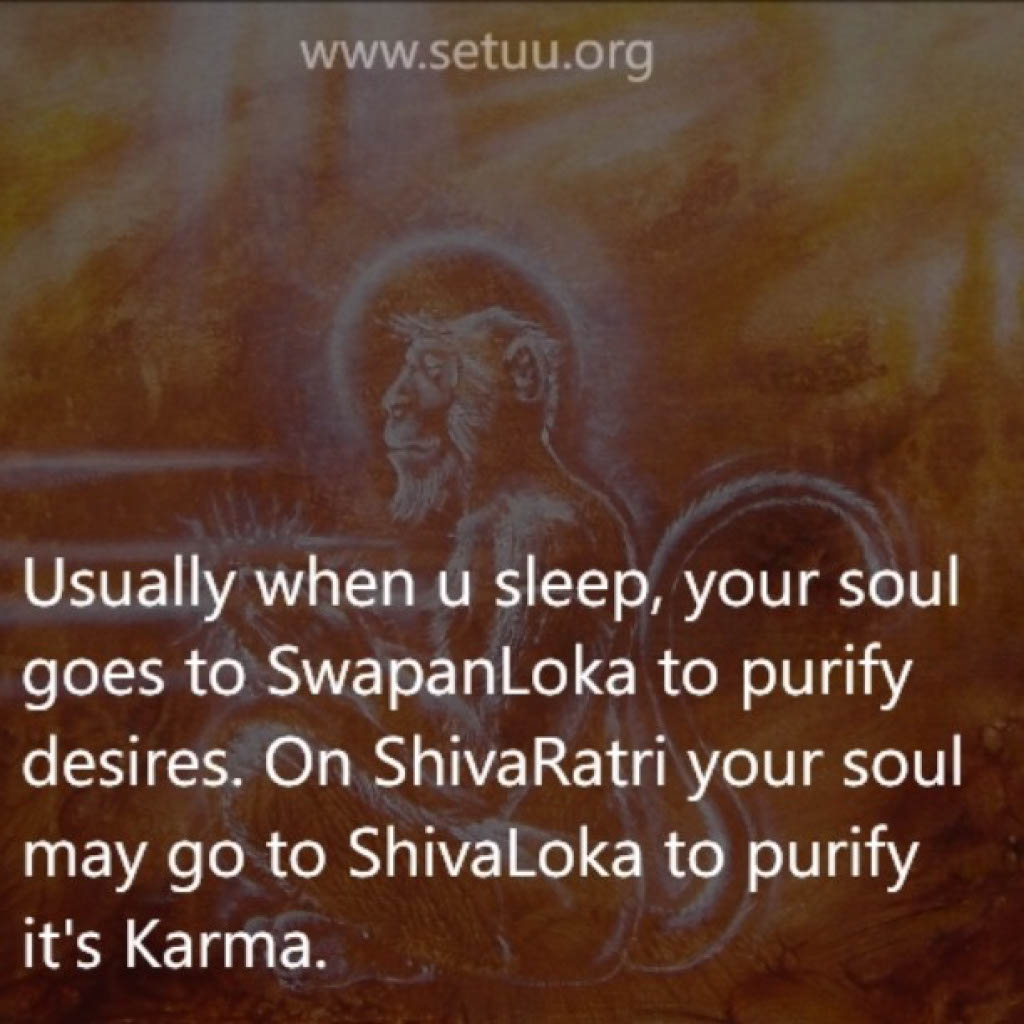 www.setuu.org
Usually when u sleep, your soul
goes to SwapanLoka to purify
desires. On ShivaRatri your soul
may go to ShivaLoka to purify
it's Karma.